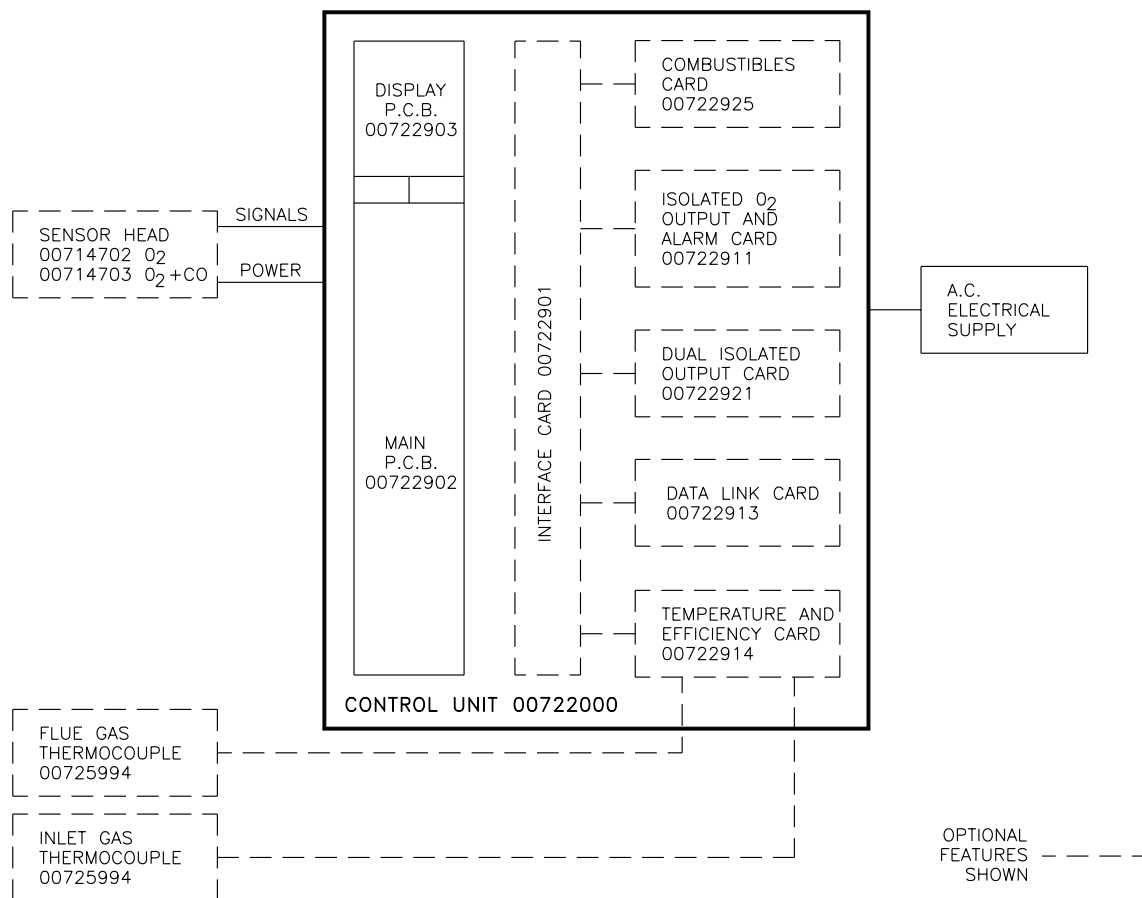 DISPLAY
P.C.B.
00722903
MAIN
P.C.B.
00722902
INTERFACE CARD 00722901
COMBUSTIBLES
CARD
00722925
ISOLATED O2
OUTPUT AND
ALARM CARD
00722911
DUAL ISOLATED
OUTPUT CARD
00722921
DATA LINK CARD
00722913
TEMPERATURE AND
EFFICIENCY CARD
00722914
CONTROL UNIT 00722000
SIGNALS
POWER
SENSOR HEAD
00714702 O2
00714703 O2+CO
A.C.
ELECTRICAL
SUPPLY
FLUE GAS
THERMOCOUPLE
00725994
INLET GAS
THERMOCOUPLE
00725994
OPTIONAL
FEATURES
SHOWN